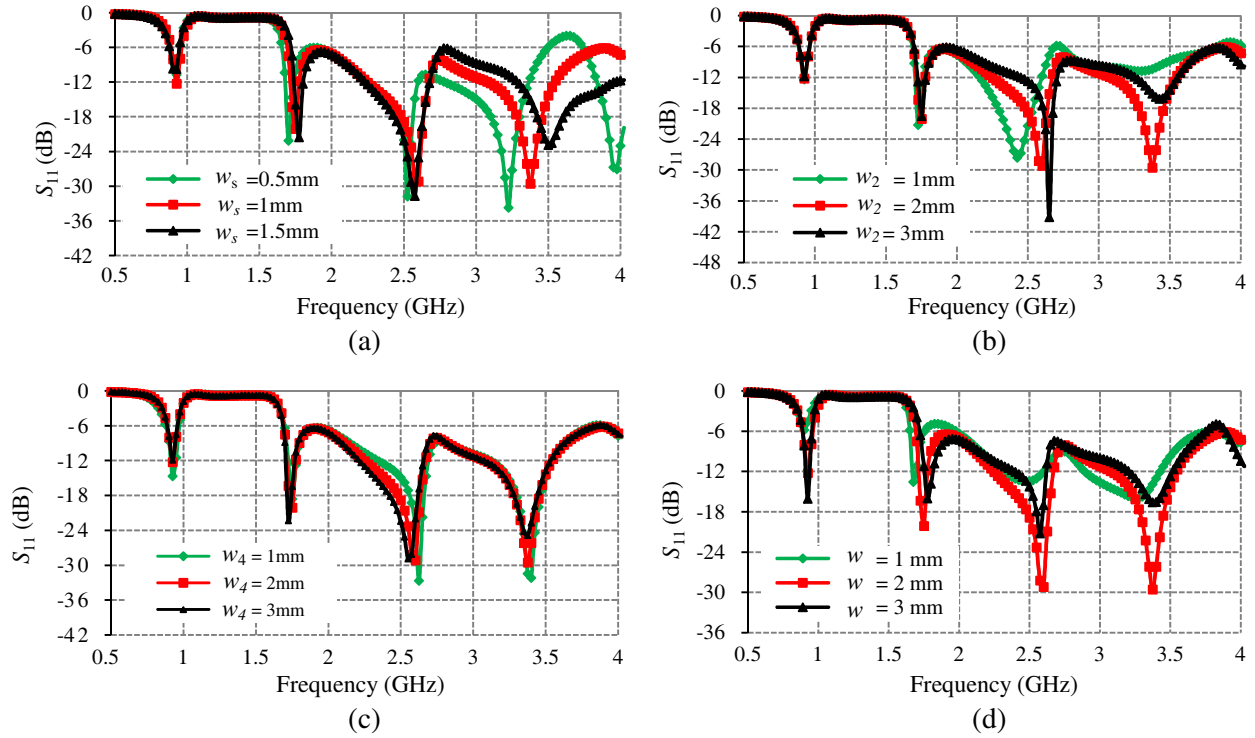 0
-6
-12
-18
-24
-30
-36
-42
S11 (dB)
ws =0.5mm
ws =1mm
ws =1.5mm
0.5 1 1.5 2 2.5 3 3.5 4
Frequency (GHz)
(a)
0
-6
-12
-18
-24
-30
-36
-42
-48
S11 (dB)
w2 = 1mm
w2 = 2mm
w2 = 3mm
0.5 1 1.5 2 2.5 3 3.5 4
Frequency (GHz)
(b)
0
-6
-12
-18
-24
-30
-36
-42
S11 (dB)
w4 = 1mm
w4 = 2mm
w4 = 3mm
0.5 1 1.5 2 2.5 3 3.5 4
Frequency (GHz)
(c)
0
-6
-12
-18
-24
-30
-36
S11 (dB)
w = 1 mm
w = 2 mm
w = 3 mm
0.5 1 1.5 2 2.5 3 3.5 4
Frequency (GHz)
(d)